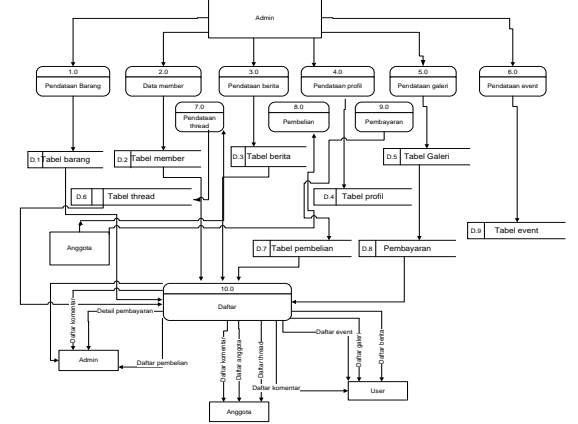 Admin
1.0
Pendataan Barang
2.0
Data member
3.0
Pendataan berita
4.0
Pendataan profil
5.0
Pendataan galeri
6.0
Pendataan event
7.0
Pendataan
thread
8.0
Pembelian
9.0
Pembayaran
D.1 Tabel barang
D.2 Tabel member
D.3 Tabel berita
D.5 Tabel Galeri
D.6 Tabel thread
D.4 Tabel profil
D.9 Tabel event
Anggota
D.7 Tabel pembelian
D.8 Pembayaran
10.0
Daftar
Daftar komentar
Detail pembayaran
Daftar pembelian
Admin
Daftar komentar
Daftar anggota
Daftar thread
Daftar komentar
Daftar event
Daftar galeri
Daftar berita
Anggota
User